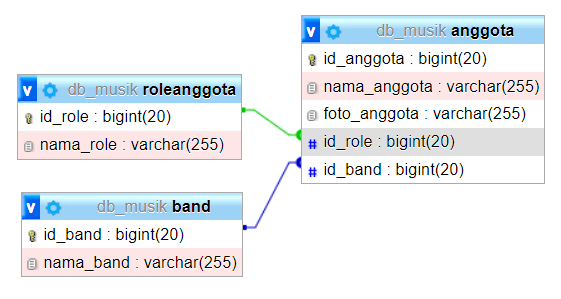 v db_musik roleanggota
id_role : bigint(20)
nama_role : varchar(255)
v db_musik band
id_band : bigint(20)
nama_band : varchar(255)
v db_musik anggota
id_anggota : bigint(20)
nama_anggota : varchar(255)
foto_anggota : varchar(255)
# id_role : bigint(20)
# id_band : bigint(20)